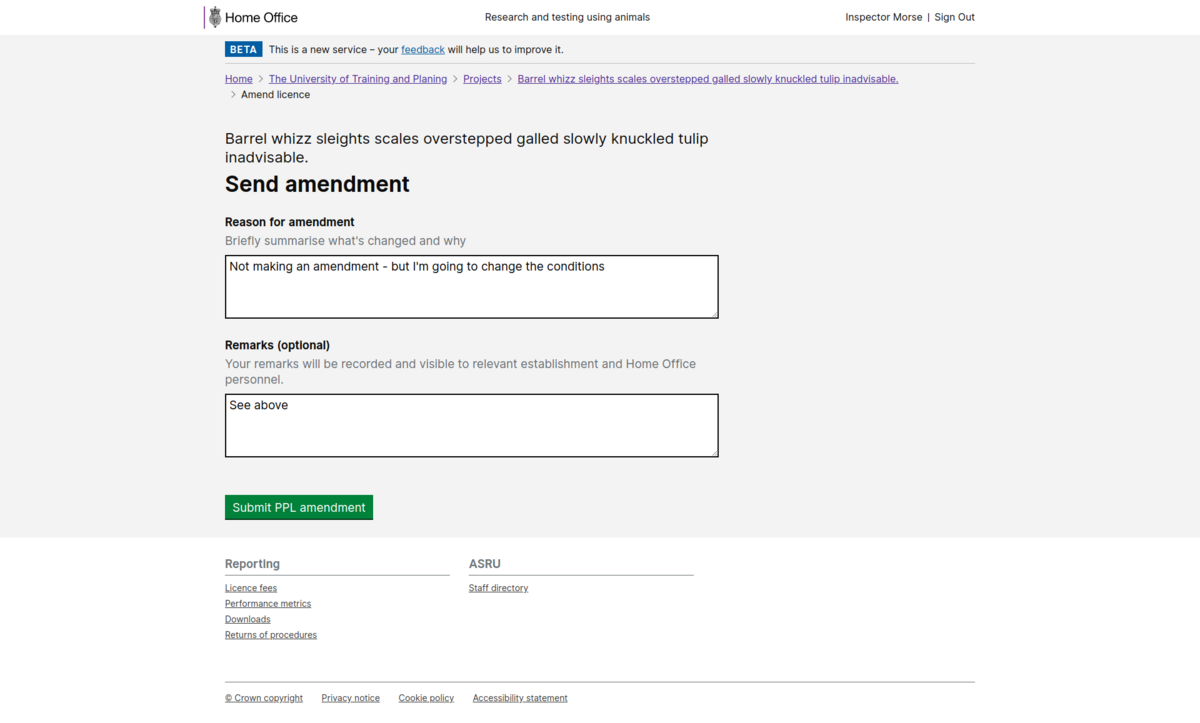 Home Office
Research and testing using animals
Inspector Morse | Sign Out
BETA This is a new service – your feedback will help us to improve it.
Home > The University of Training and Planing > Projects > Barrel whizz sleights scales overstepped galled slowly knuckled tulip inadvisable.
> Amend licence
Barrel whizz sleights scales overstepped galled slowly knuckled tulip
inadvisable.
Send amendment
Reason for amendment
Briefly summarise what's changed and why
Not making an amendment - but I'm going to change the conditions
Remarks (optional)
Your remarks will be recorded and visible to relevant establishment and Home Office
personnel.
See above
Submit PPL amendment
Reporting
Licence fees
Performance metrics
Downloads
Returns of procedures
ASRU
Staff directory
© Crown copyright Privacy notice Cookie policy Accessibility statement